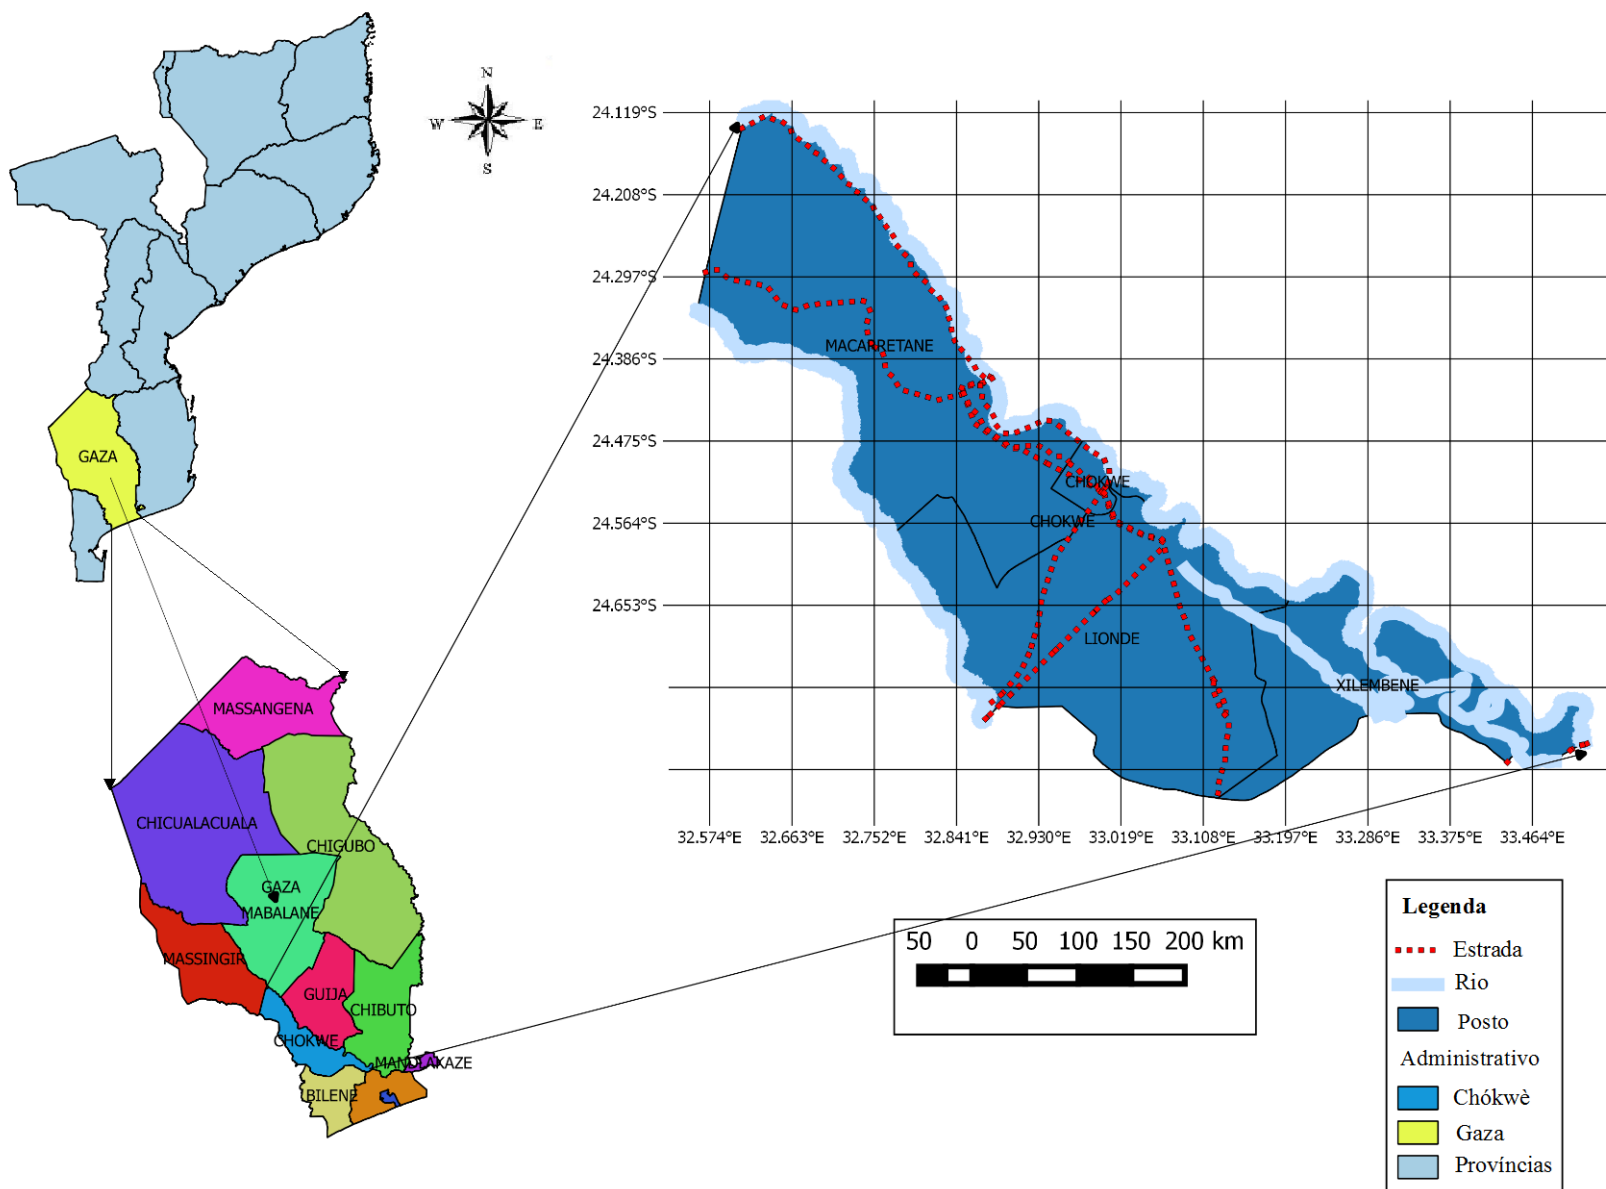 N
W
E
S
GAZA
24.119°S
24.208°S
24.297°S
24.386°S
24.475°S
24.564°S
24.653°S
MACARRETANE
CHOKWE
CHOKWE
LIONDE
XILEMBENE
32.574°E 32.663°E 32.752°E 32.841°E 32.930°E 33.019°E 33.108°E 33.197°E 33.286°E 33.375°E 33.464°E
MASSANGENA
CHICUALACUALA
CHIGUBO
GAZA
MABALANE
MASSINGIR
GUIJA
CHIBUTO
CHOKWE
MANDLAKAZE
BILENE
50 0 50 100 150 200 km
Legenda
Estrada
Rio
Posto
Administrativo
Chókwè
Gaza
Províncias